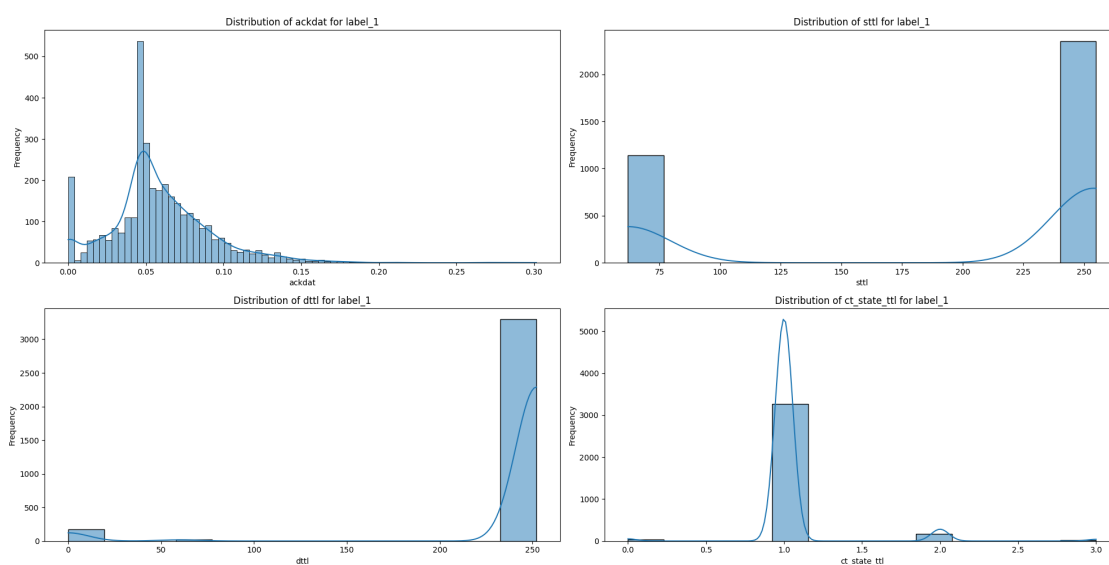 Distribution of ackdat for label_1
Frequency
500
400
300
200
100
0
0.00 0.05 0.10 0.15 0.20 0.25 0.30
ackdat
Distribution of sttl for label_1
Frequency
2000
1500
1000
500
0
75 100 125 150 175 200 225 250
sttl
Distribution of dttl for label_1
Frequency
3000
2500
2000
1500
1000
500
0
0 50 100 150 200 250
dttl
Distribution of ct_state_ttl for label_1
Frequency
5000
4000
3000
2000
1000
0
0.0 0.5 1.0 1.5 2.0 2.5 3.0
ct_state_ttl